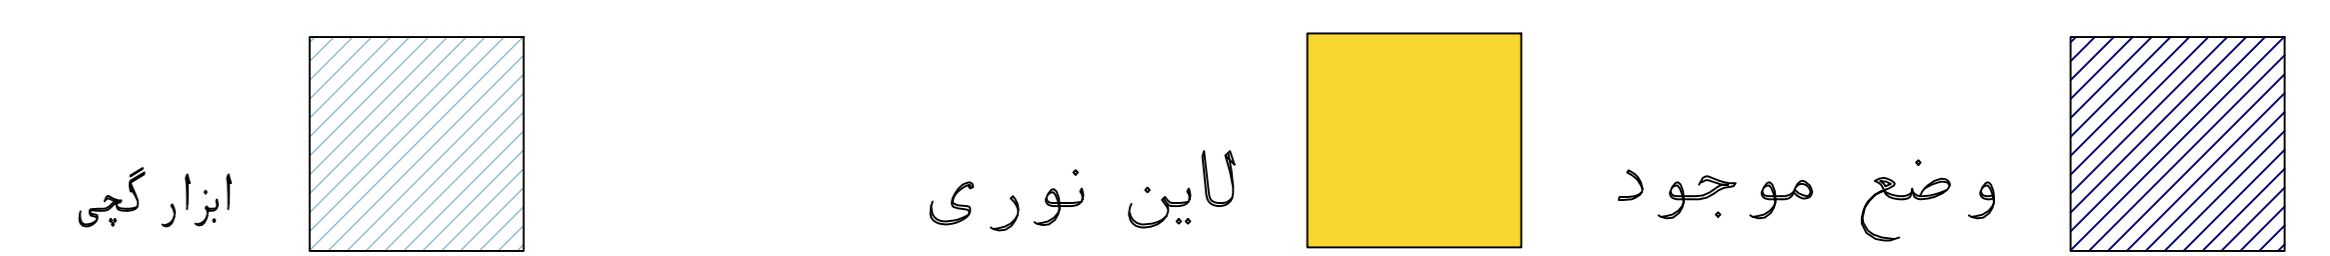 وضع موجود
لاین نوری
ابزار گچی